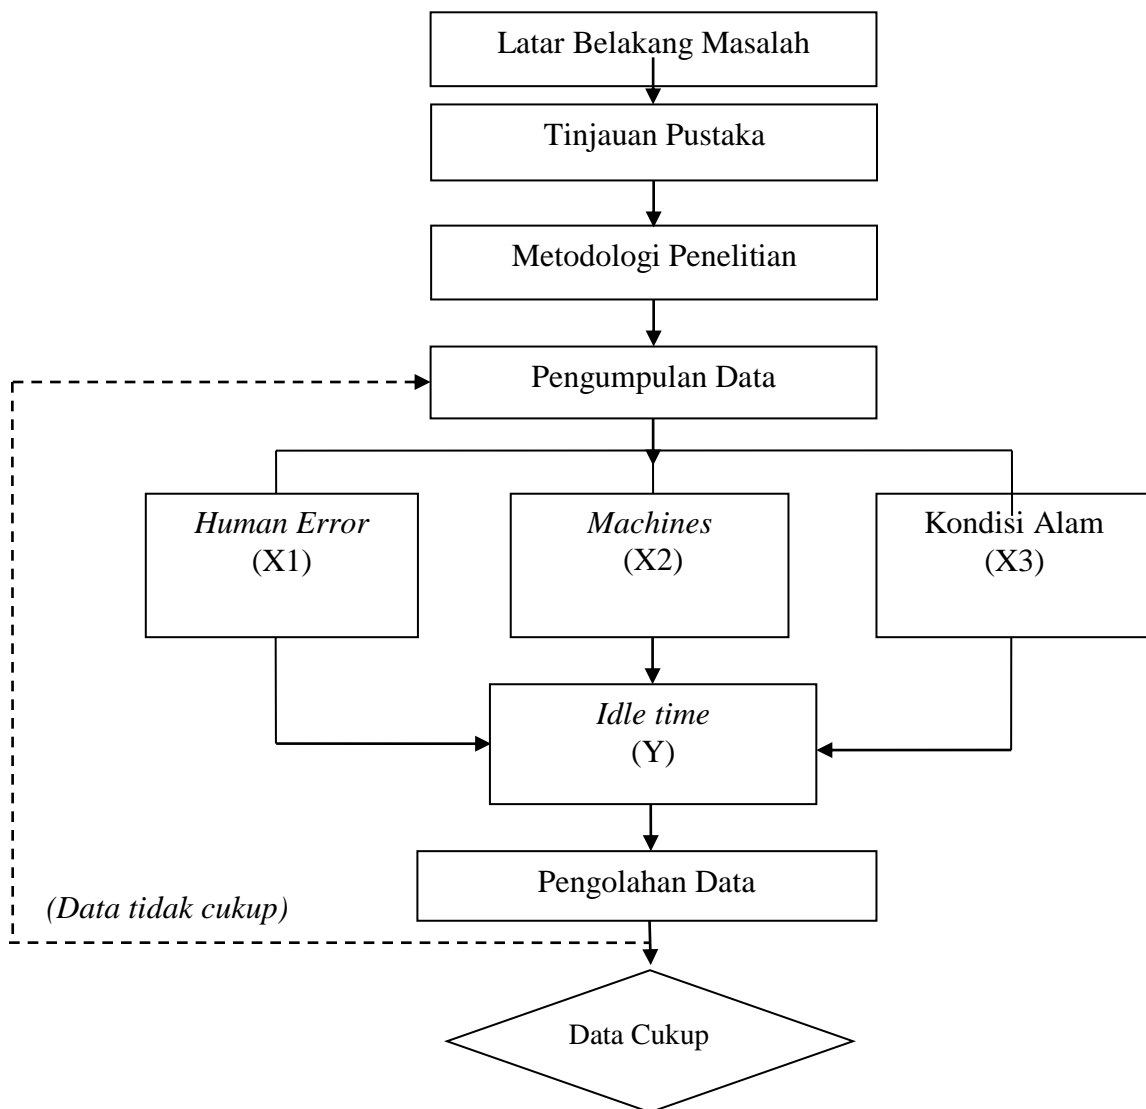 Latar Belakang Masalah
Tinjauan Pustaka
Metodologi Penelitian
Pengumpulan Data
Human Error
(X1)
Machines
(X2)
Kondisi Alam
(X3)
Idle time
(Y)
Pengolahan Data
(Data tidak cukup)
Data Cukup